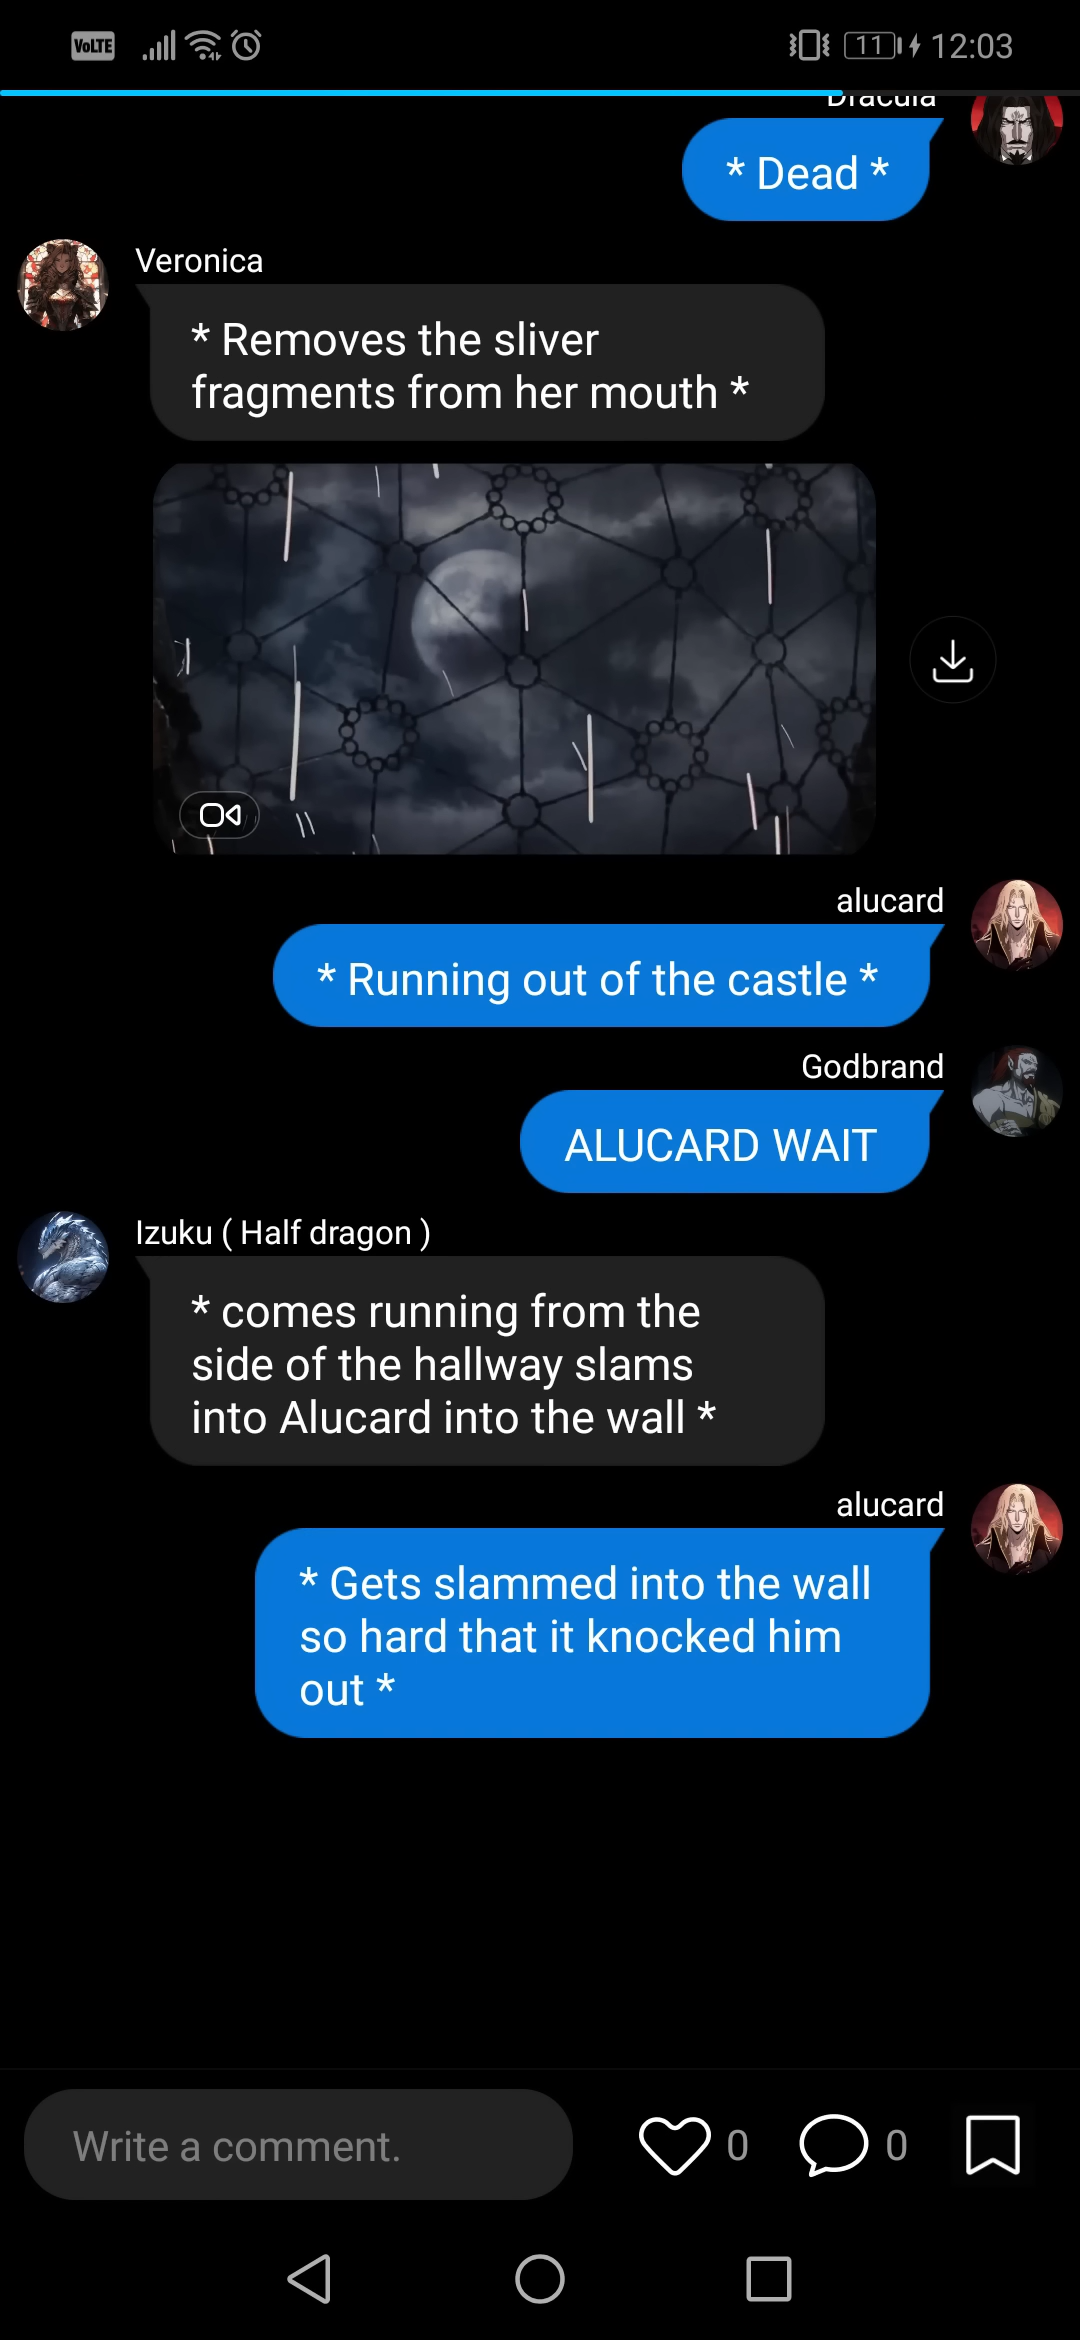 VoLTE
11
12:03
Dracula
* Dead *
Veronica
* Removes the sliver
fragments from her mouth *
alucard
* Running out of the castle *
Godbrand
ALUCARD WAIT
Izuku ( Half dragon )
* comes running from the
side of the hallway slams
into Alucard into the wall *
alucard
* Gets slammed into the wall
so hard that it knocked him
out *
Write a comment.
0
0